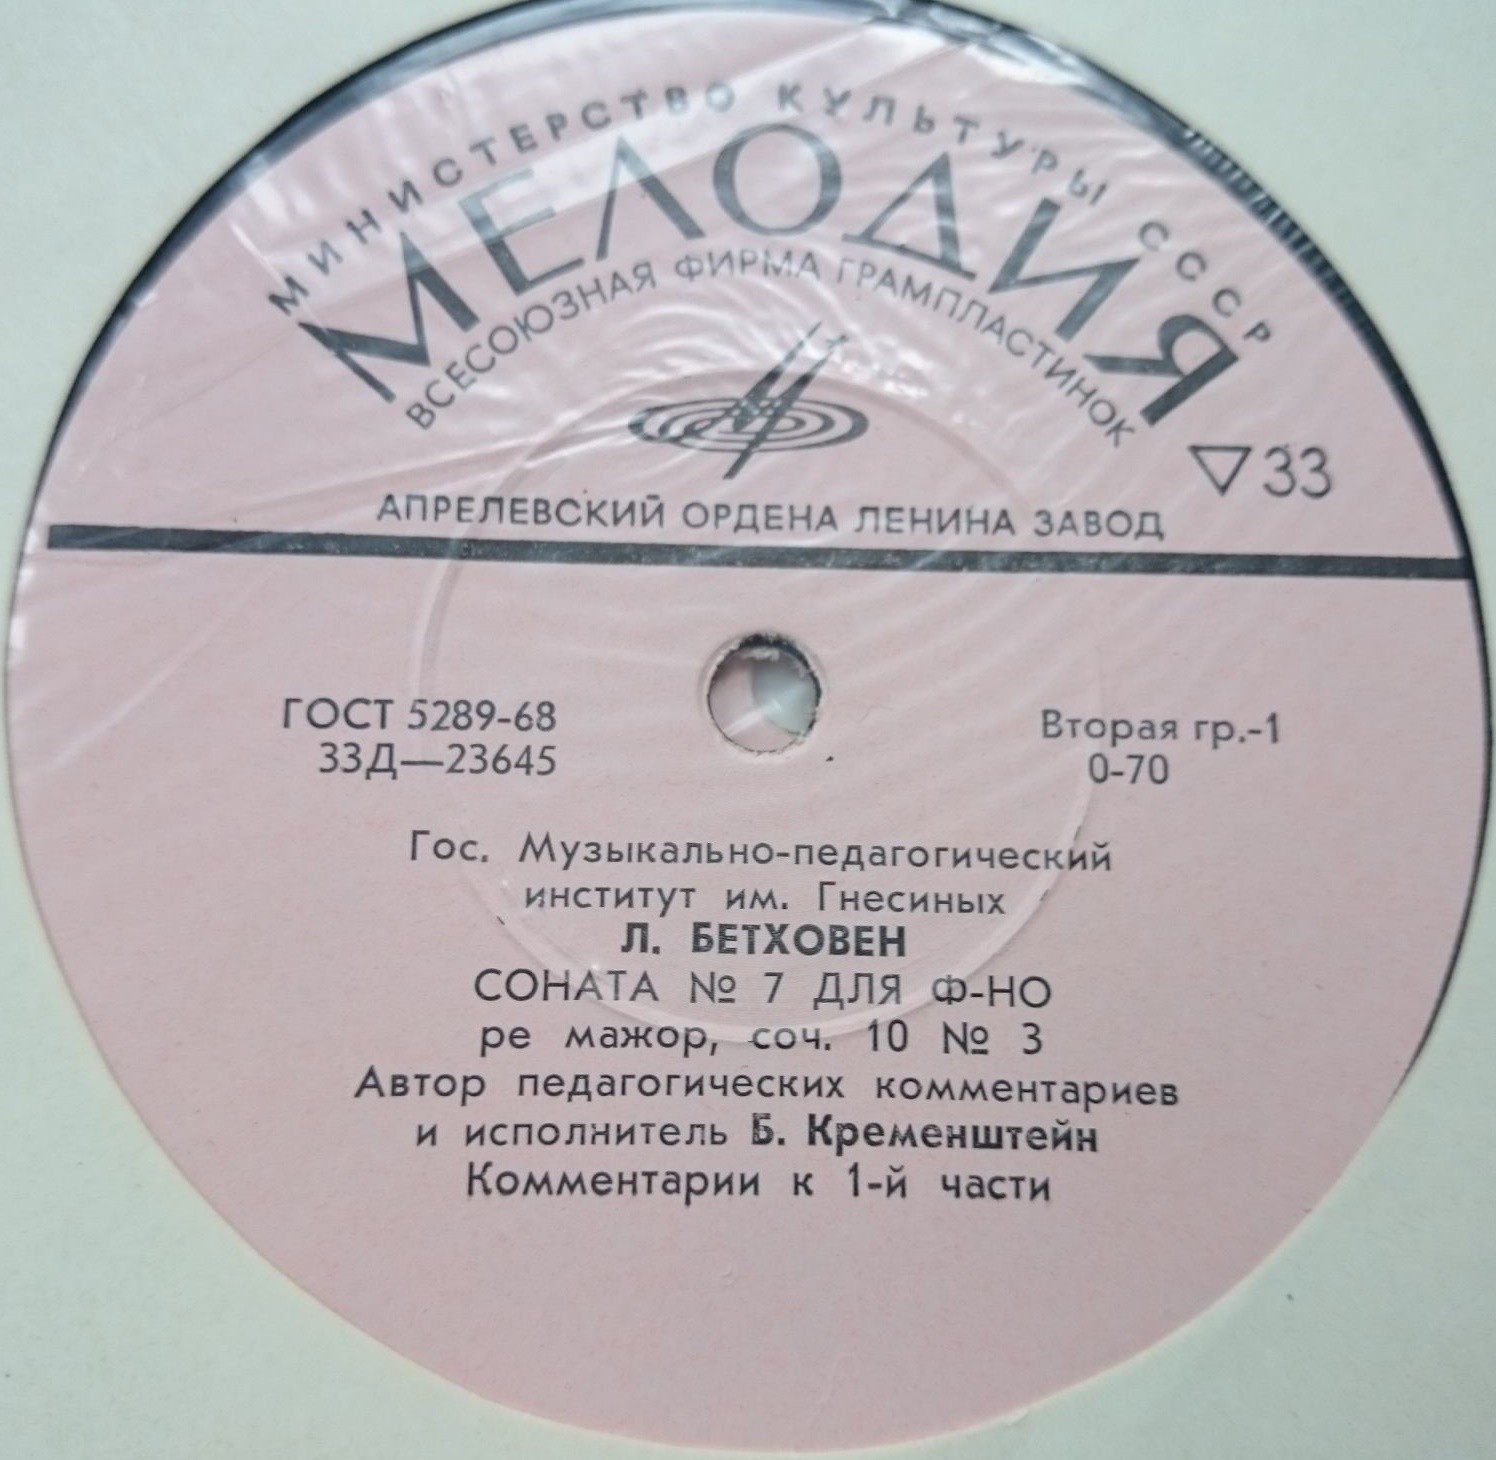 МИНИСТЕРСТВО КУЛЬТУРЫ СССР
МЕЛОДИЯ
ВСЕСОЮЗНАЯ ФИРМА ГРАМПЛАСТИНОК
▽33
АПРЕЛЕВСКИЙ ОРДЕНА ЛЕНИНА ЗАВОД
ГОСТ 5289-68
33Д—23645
Вторая гр.-1
0-70
Гос. Музыкально-педагогический
институт им. Гнесиных
Л. БЕТХОВЕН
СОНАТА № 7 ДЛЯ Ф-НО
ре мажор, соч. 10 № 3
Автор педагогических комментариев
и исполнитель Б. Кременштейн
Комментарии к 1-й части